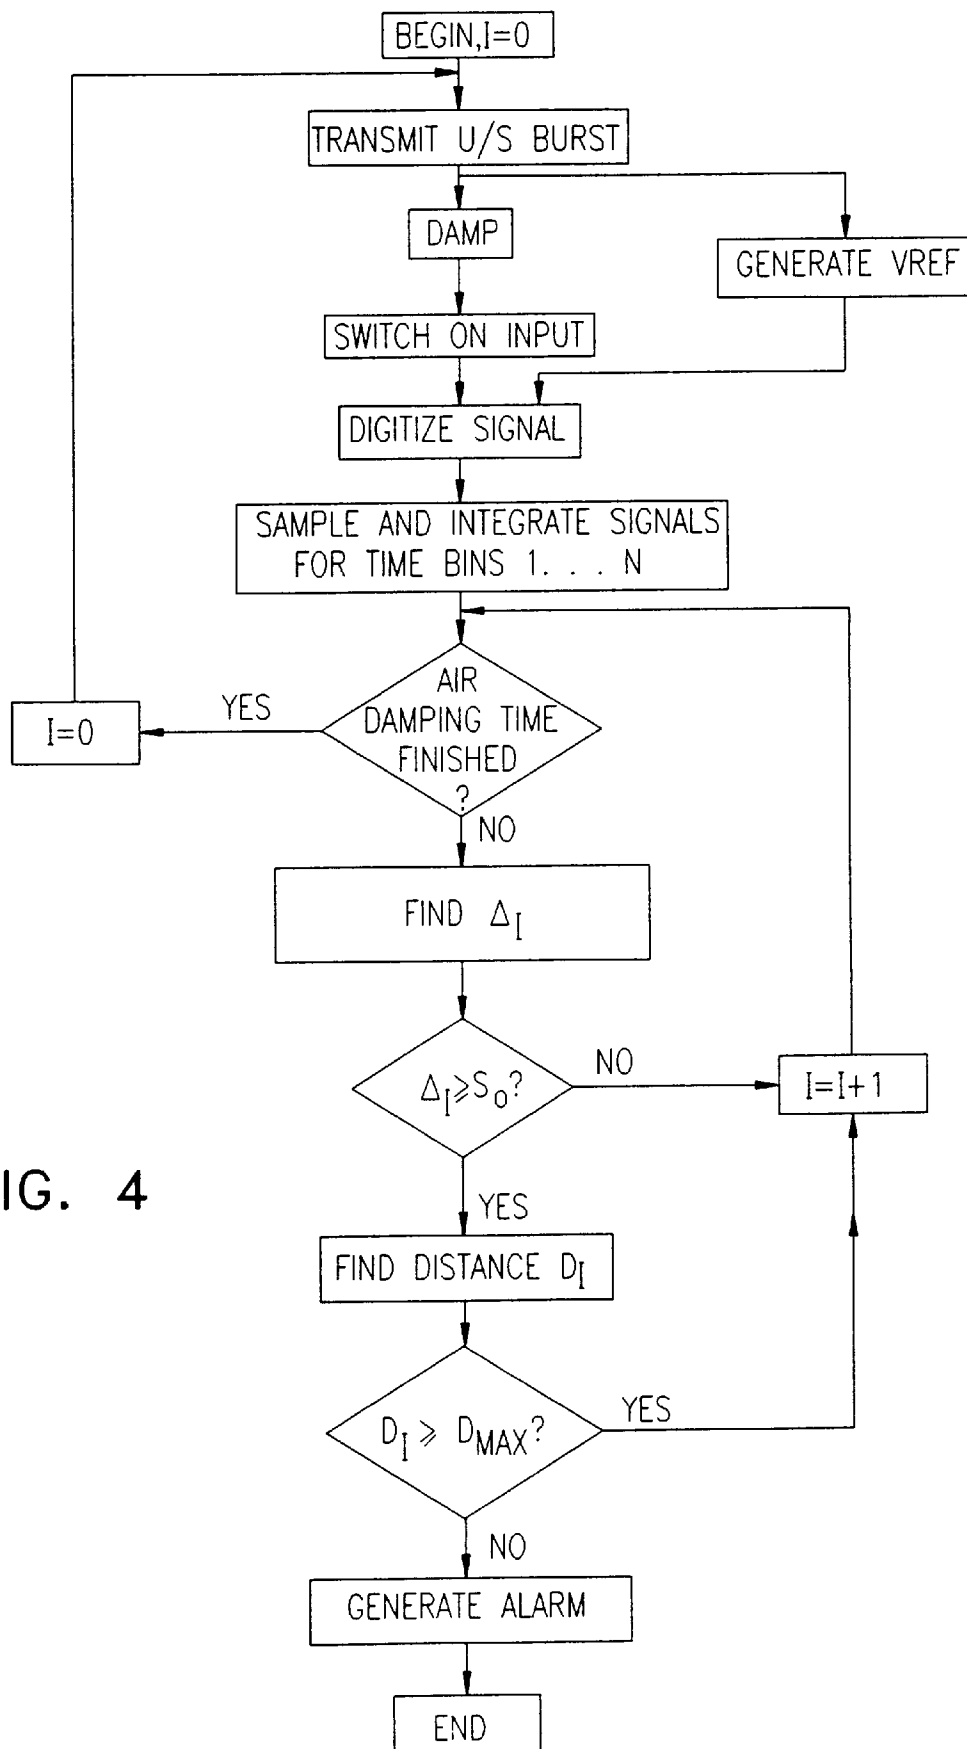 BEGIN,I=0
TRANSMIT U/S BURST
DAMP
GENERATE VREF
SWITCH ON INPUT
DIGITIZE SIGNAL
SAMPLE AND INTEGRATE SIGNALS
FOR TIME BINS 1. . . N
AIR
DAMPING TIME
FINISHED
?
YES
I=0
NO
FIND Δ_I
Δ_I≥S_0?
NO
I=I+1
YES
IG. 4
FIND DISTANCE D_I
D_I ≥ D_MAX?
YES
NO
GENERATE ALARM
END